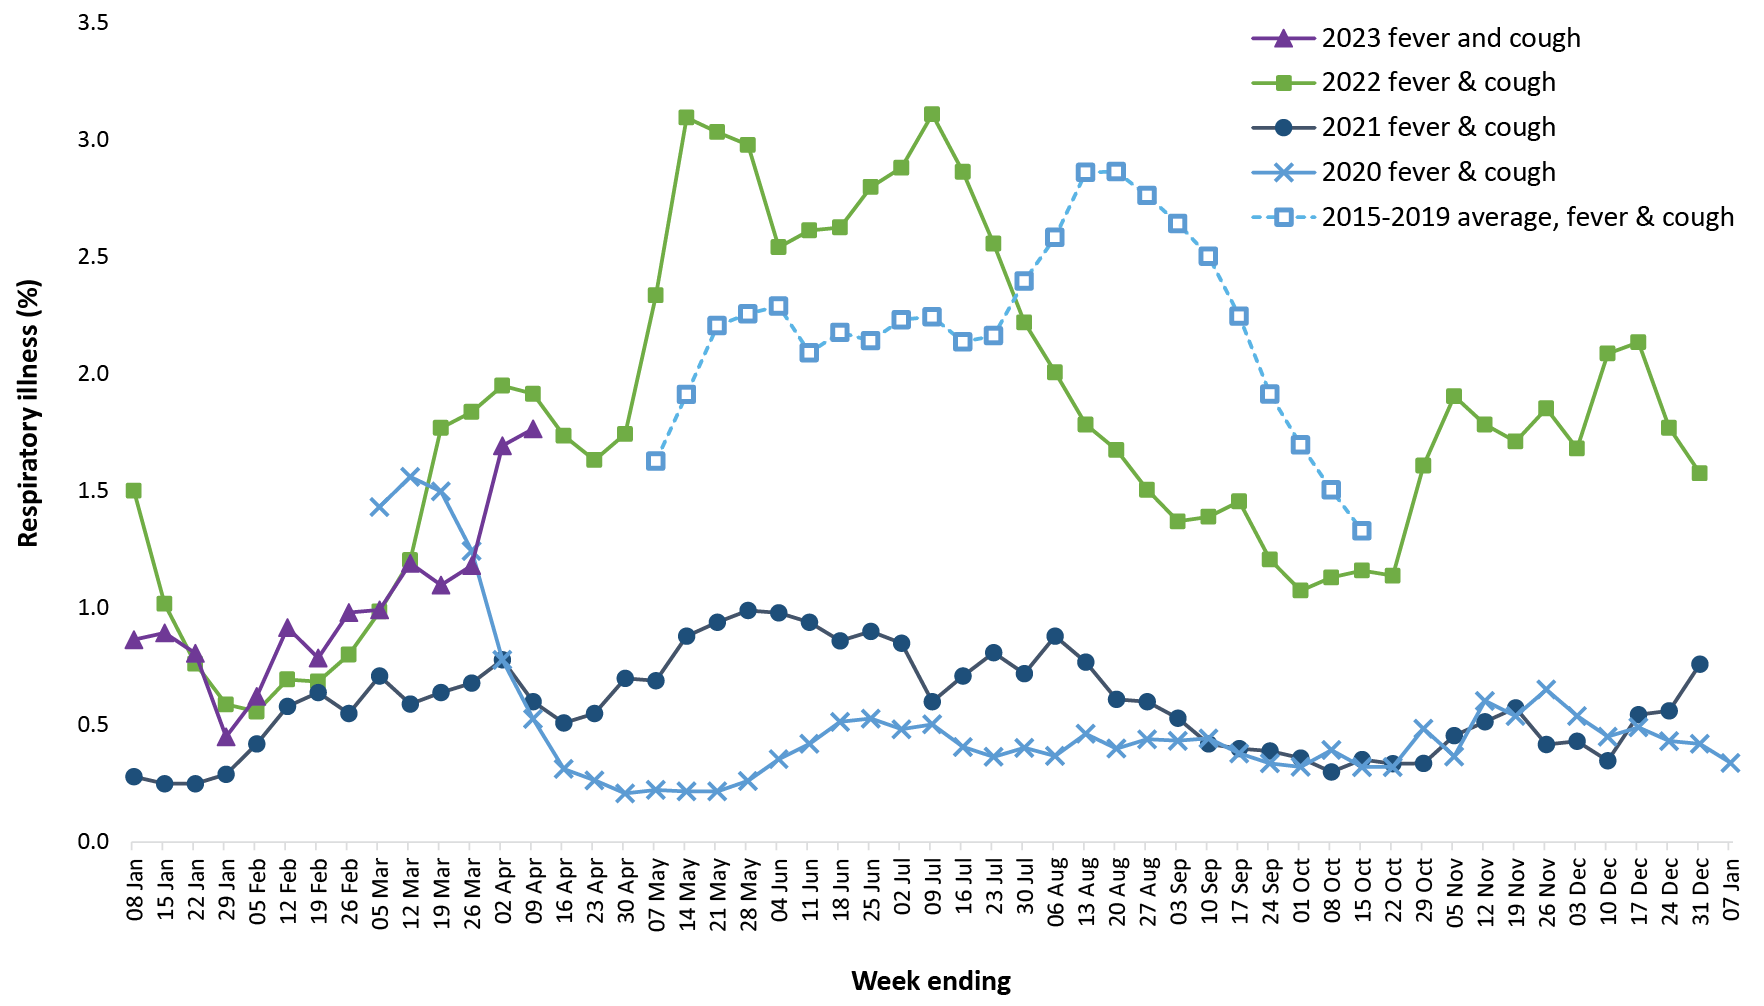 3.5
3.0
2.5
2.0
1.5
1.0
0.5
0.0
Respiratory illness (%)
2023 fever and cough
2022 fever & cough
2021 fever & cough
2020 fever & cough
2015-2019 average, fever & cough
08 Jan
15 Jan
22 Jan
29 Jan
05 Feb
12 Feb
19 Feb
26 Feb
05 Mar
12 Mar
19 Mar
26 Mar
02 Apr
09 Apr
16 Apr
23 Apr
30 Apr
07 May
14 May
21 May
28 May
04 Jun
11 Jun
18 Jun
25 Jun
02 Jul
09 Jul
16 Jul
23 Jul
30 Jul
06 Aug
13 Aug
20 Aug
27 Aug
03 Sep
10 Sep
17 Sep
24 Sep
01 Oct
08 Oct
15 Oct
22 Oct
29 Oct
05 Nov
12 Nov
19 Nov
26 Nov
03 Dec
10 Dec
17 Dec
24 Dec
31 Dec
07 Jan
Week ending